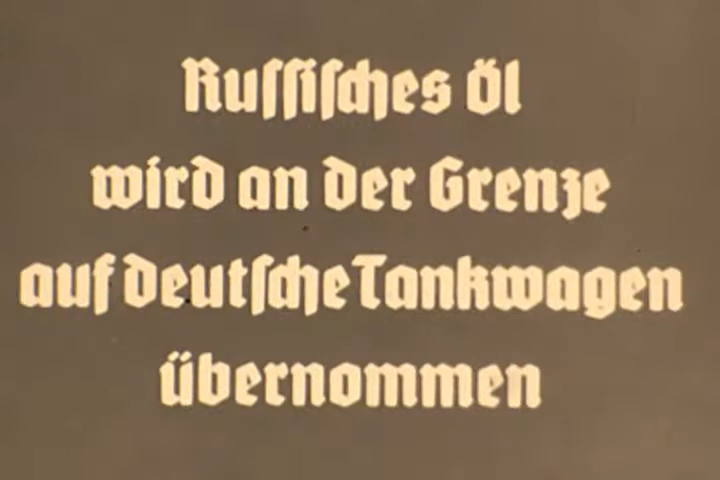 Ruſſiſches Öl
wird an der Grenze
auf deutſche Tankwagen
übernommen